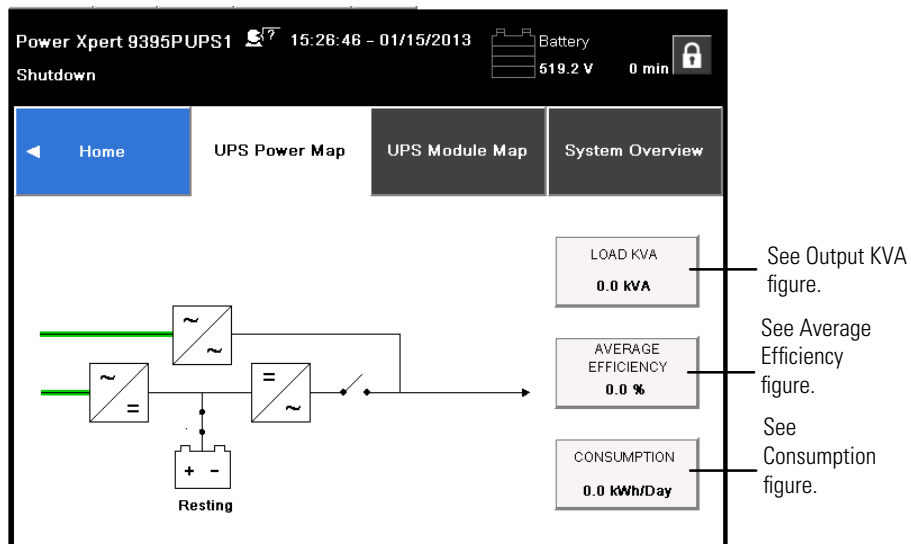 Power Xpert 9395PUPS1 ? 15:26:46 - 01/15/2013 Battery
Shutdown 519.2 V 0 min
Home UPS Power Map UPS Module Map System Overview
LOAD KVA
0.0 kVA
See Output KVA
figure.
AVERAGE
EFFICIENCY
0.0 %
See Average
Efficiency
figure.
CONSUMPTION
0.0 kWh/Day
See
Consumption
figure.
~
~
~
=
=
~
+ -
Resting